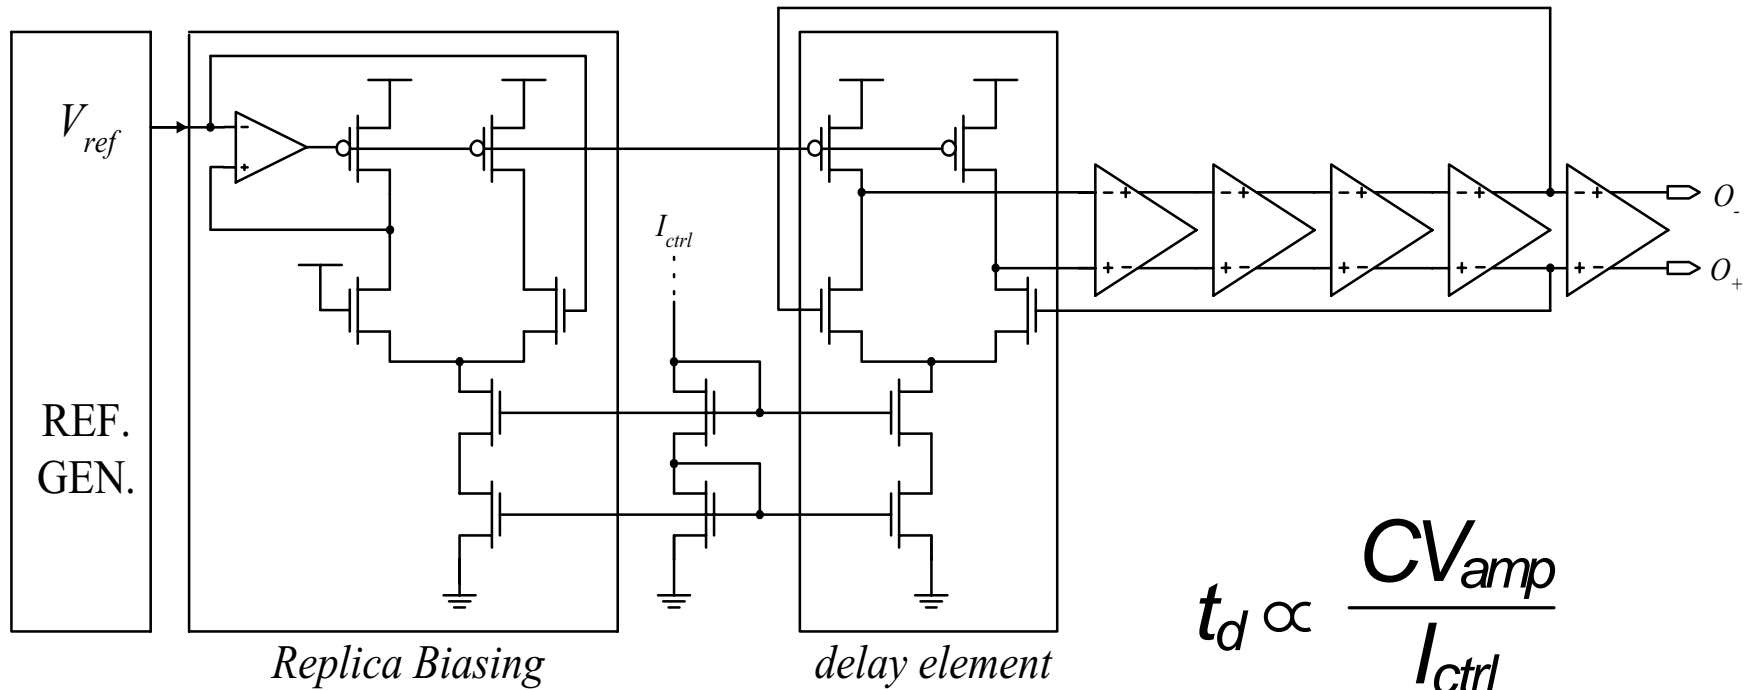 V_ref
REF.
GEN.
- +
I_ctrl
- + - + - + - + -
+ - + - + - + - +
O_-
O_+
Replica Biasing
delay element
t_d ∝ CV_amp / I_ctrl